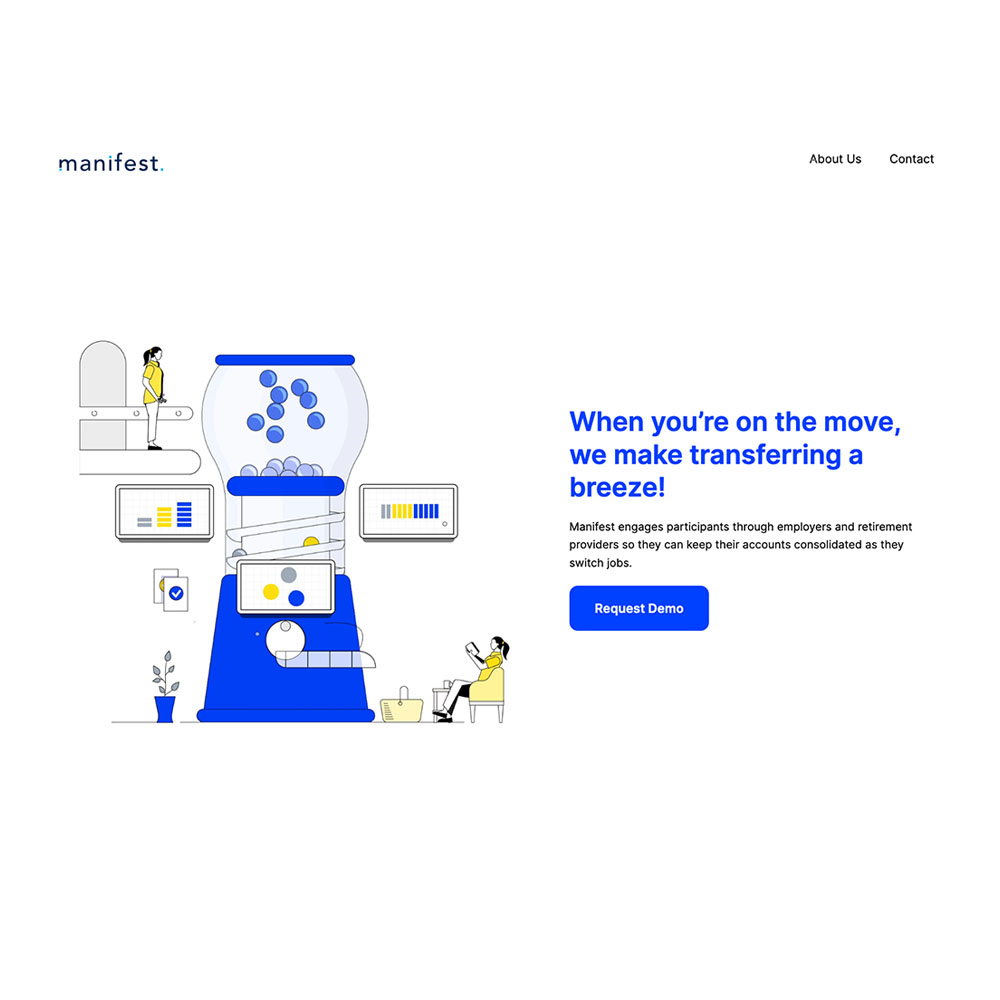 manifest.
About Us
Contact
When you’re on the move,
we make transferring a
breeze!
Manifest engages participants through employers and retirement
providers so they can keep their accounts consolidated as they
switch jobs.
Request Demo